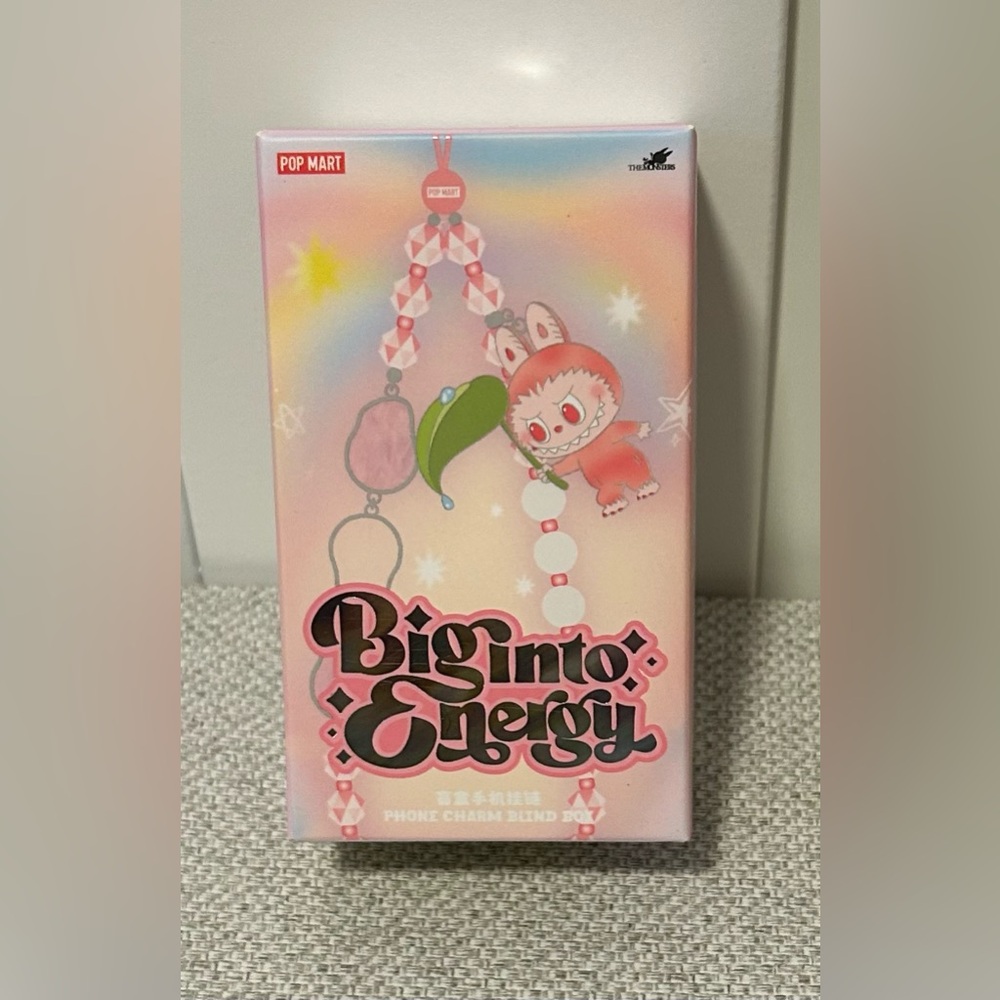 POP MART
THE MONSTERS
POP MART
Big into
Energy
盲盒手机挂链
PHONE CHARM BLIND BOX